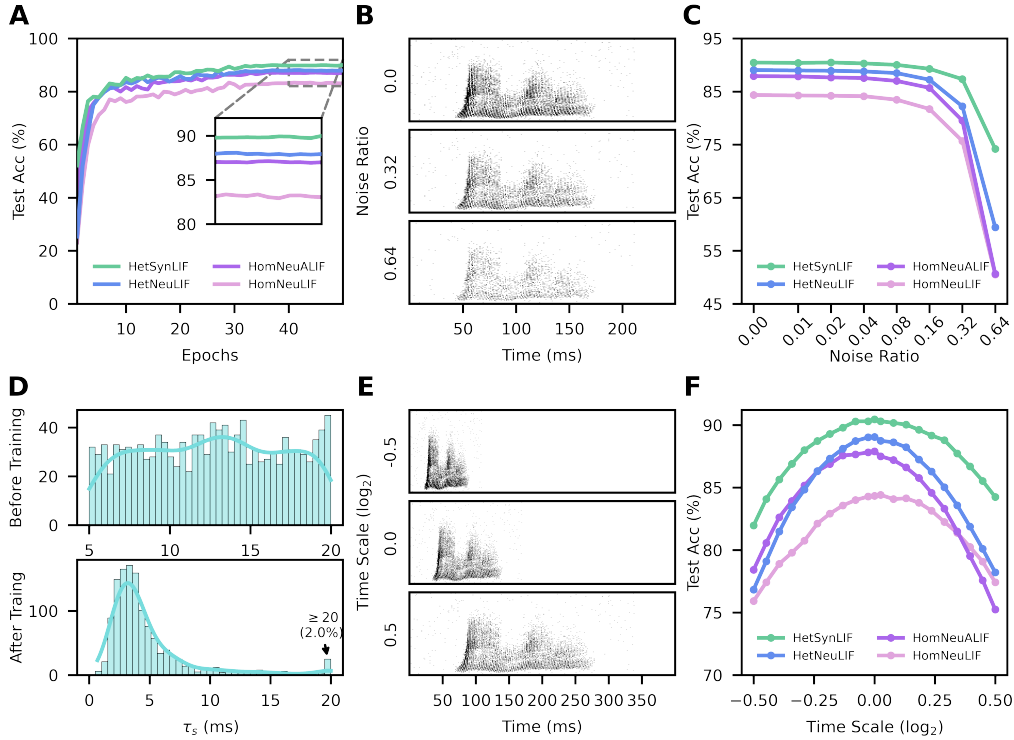 A
Test Acc (%)
100
80
60
40
20
0
90
85
80
HetSynLIF
HomNeuALIF
HetNeuLIF
HomNeuLIF
10
20
30
40
Epochs
B
Noise Ratio
0.0
0.32
0.64
50
100
150
200
Time (ms)
C
Test Acc (%)
95
85
75
65
55
45
HetSynLIF
HomNeuALIF
HetNeuLIF
HomNeuLIF
0.00
0.01
0.02
0.04
0.08
0.16
0.32
0.64
Noise Ratio
D
Before Training
40
20
0
5
10
15
20
After Traing
100
0
≥ 20
(2.0%)
0
5
10
15
20
τs (ms)
E
Time Scale (log2)
-0.5
0.0
0.5
0
50
100
150
200
250
300
350
Time (ms)
F
Test Acc (%)
90
85
80
75
70
HetSynLIF
HomNeuALIF
HetNeuLIF
HomNeuLIF
−0.50
−0.25
0.00
0.25
0.50
Time Scale (log2)